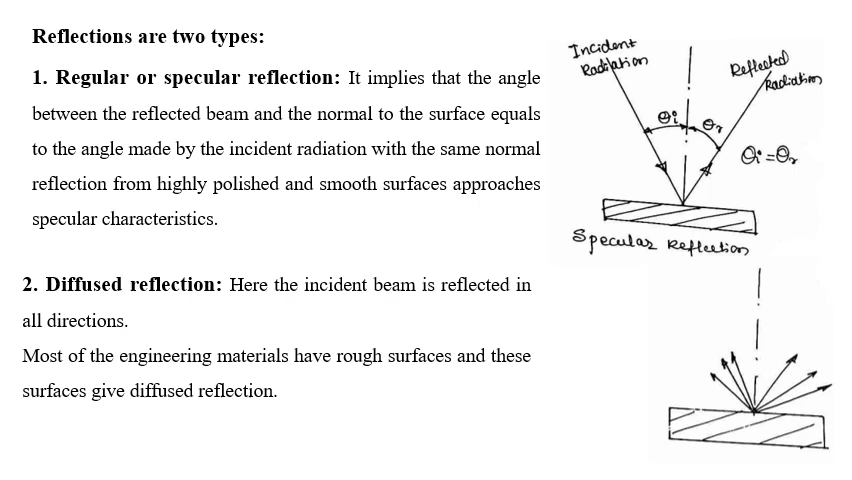 Reflections are two types:
1. Regular or specular reflection: It implies that the angle
between the reflected beam and the normal to the surface equals
to the angle made by the incident radiation with the same normal
reflection from highly polished and smooth surfaces approaches
specular characteristics.
2. Diffused reflection: Here the incident beam is reflected in
all directions.
Most of the engineering materials have rough surfaces and these
surfaces give diffused reflection.
Incident
Radiation
Reflected
Radiation
θi
θr
θi = θr
Specular Reflection